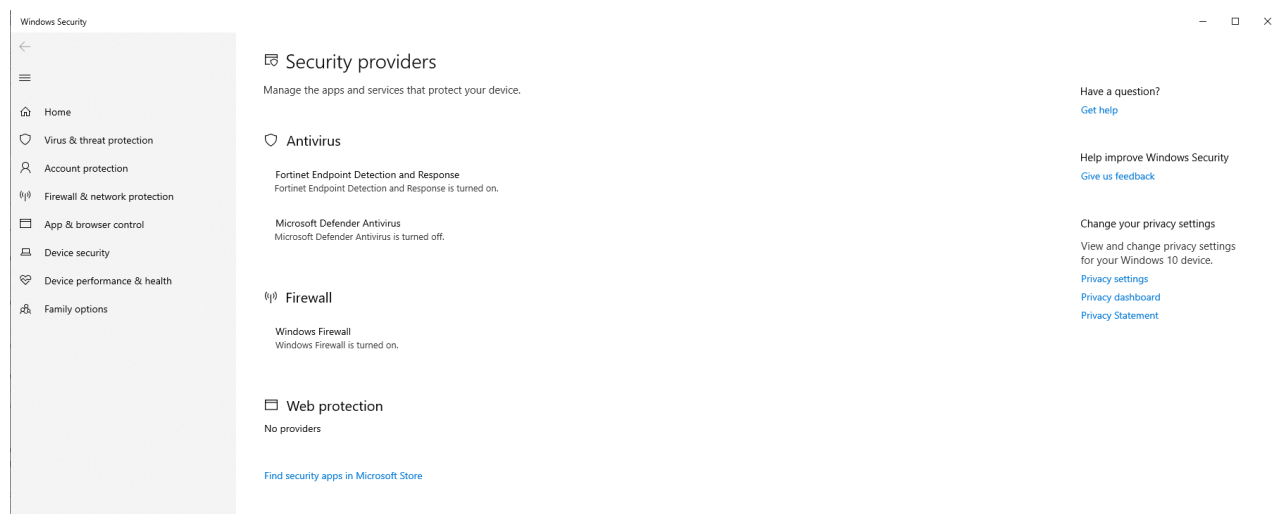 Windows Security
Home
Virus & threat protection
Account protection
Firewall & network protection
App & browser control
Device security
Device performance & health
Family options
Security providers
Manage the apps and services that protect your device.
Antivirus
Fortinet Endpoint Detection and Response
Fortinet Endpoint Detection and Response is turned on.
Microsoft Defender Antivirus
Microsoft Defender Antivirus is turned off.
Firewall
Windows Firewall
Windows Firewall is turned on.
Web protection
No providers
Find security apps in Microsoft Store
Have a question?
Get help
Help improve Windows Security
Give us feedback
Change your privacy settings
View and change privacy settings
for your Windows 10 device.
Privacy settings
Privacy dashboard
Privacy Statement